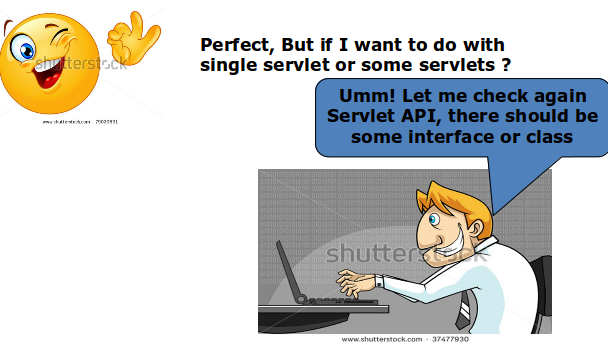 Perfect, But if I want to do with
single servlet or some servlets ?
Umm! Let me check again
Servlet API, there should be
some interface or class
shutterstock
www.shutterstock.com · 79033831
shutterstock
www.shutterstock.com · 37477930